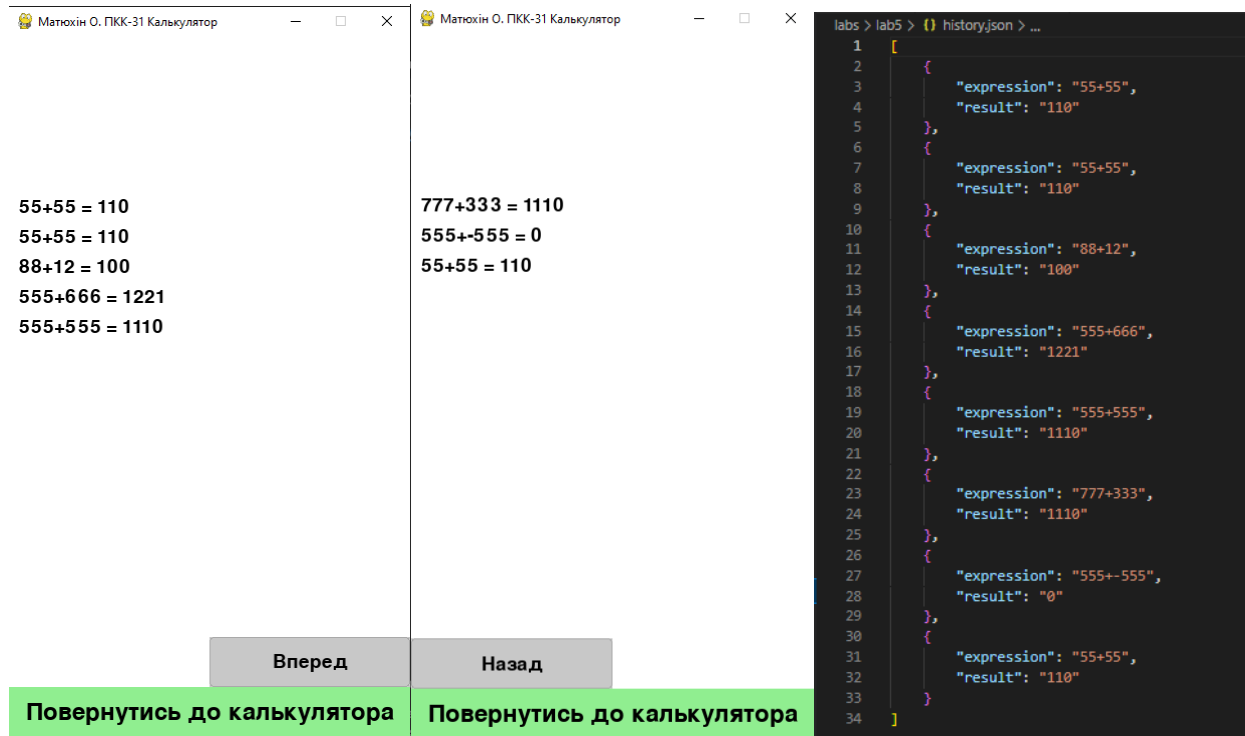 Матюхін О. ПКК-31 Калькулятор
55+55 = 110
55+55 = 110
88+12 = 100
555+666 = 1221
555+555 = 1110
Вперед
Повернутись до калькулятора
Матюхін О. ПКК-31 Калькулятор
777+333 = 1110
555+-555 = 0
55+55 = 110
Назад
Повернутись до калькулятора
labs > lab5 > {} history.json > ...
1 [
2 {
3 "expression": "55+55",
4 "result": "110"
5 },
6 {
7 "expression": "55+55",
8 "result": "110"
9 },
10 {
11 "expression": "88+12",
12 "result": "100"
13 },
14 {
15 "expression": "555+666",
16 "result": "1221"
17 },
18 {
19 "expression": "555+555",
20 "result": "1110"
21 },
22 {
23 "expression": "777+333",
24 "result": "1110"
25 },
26 {
27 "expression": "555+-555",
28 "result": "0"
29 },
30 {
31 "expression": "55+55",
32 "result": "110"
33 }
34 ]